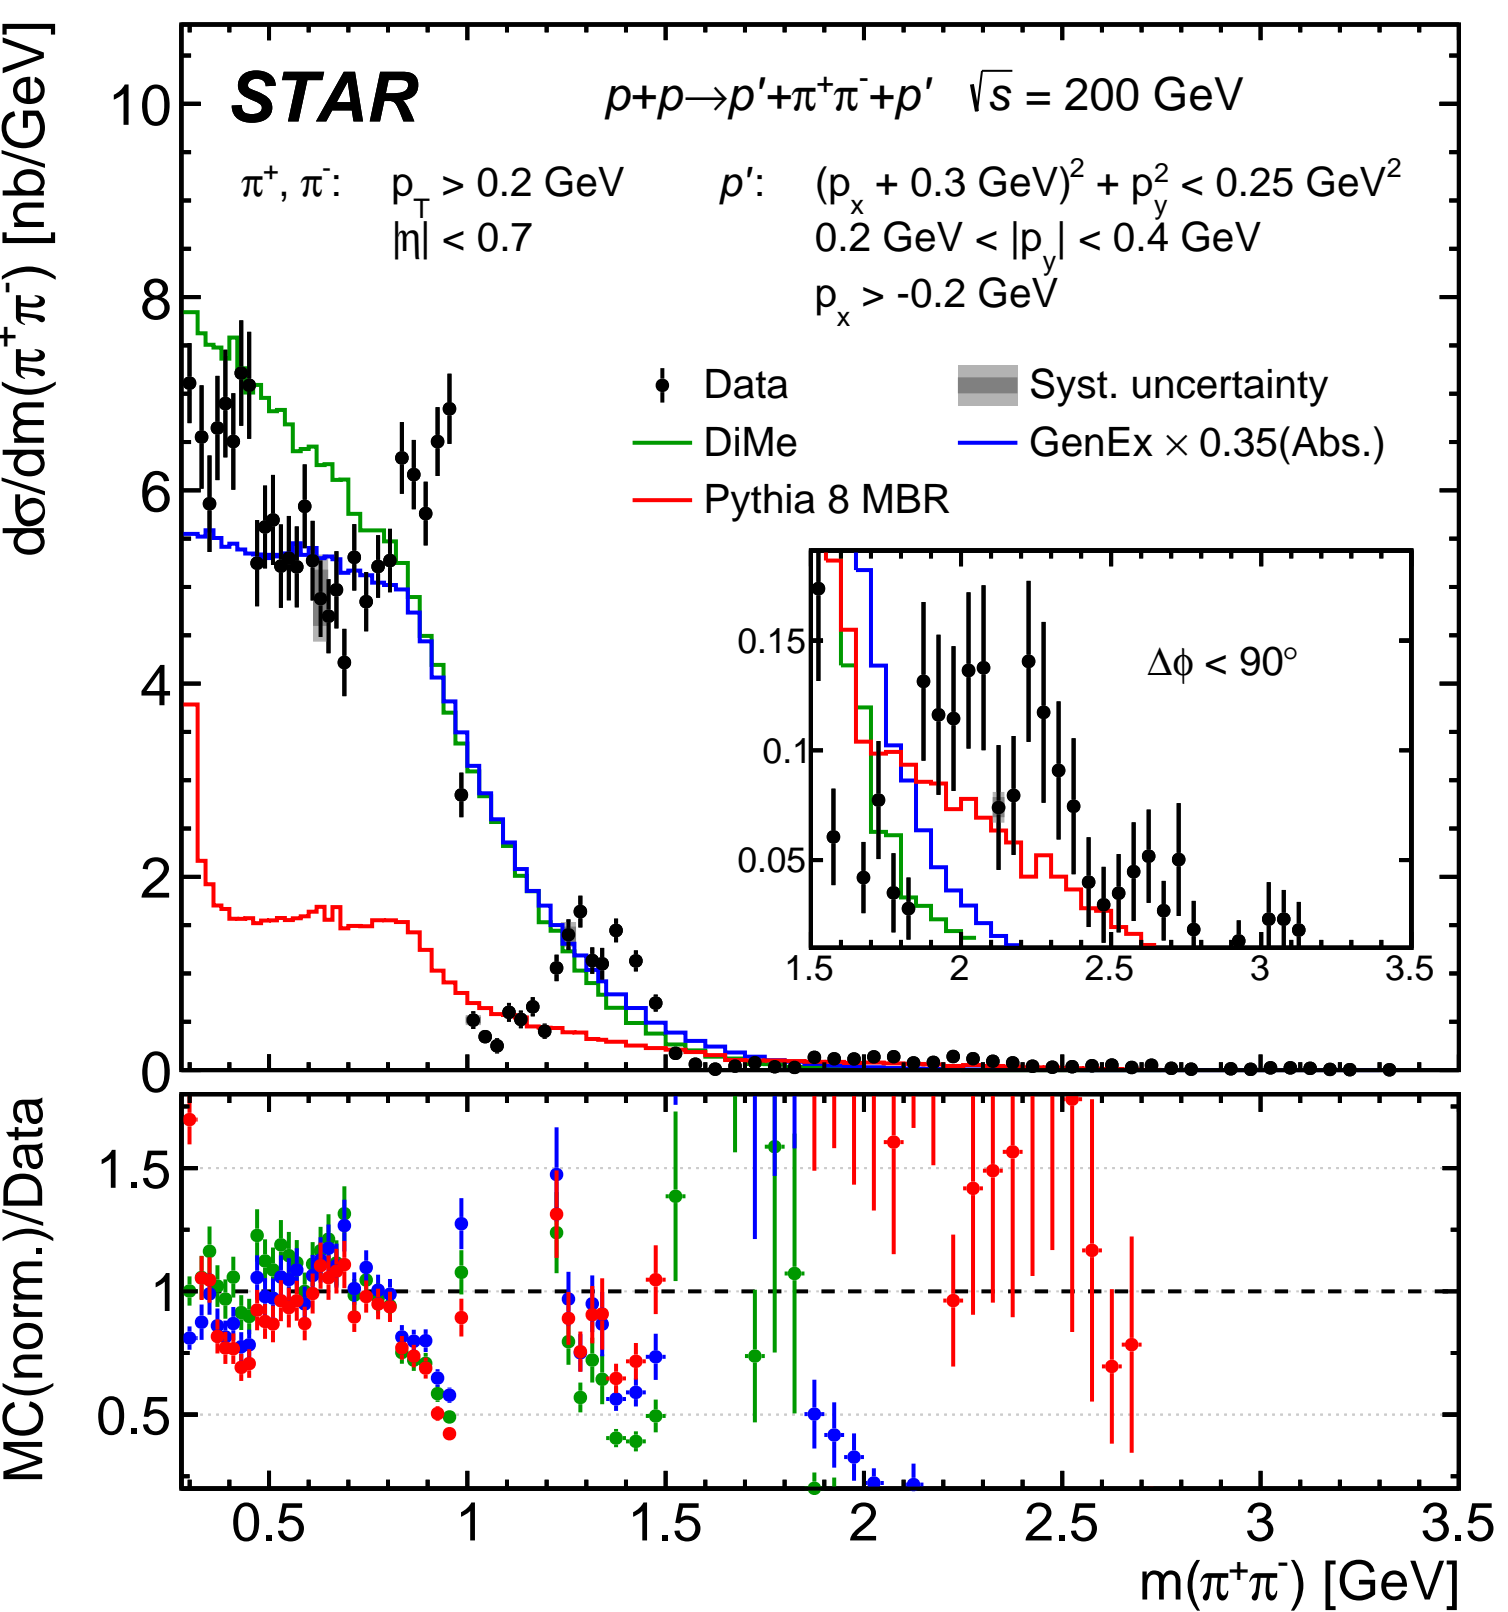 STAR
p+p→p′+π⁺π⁻+p′ √s = 200 GeV
π⁺, π⁻: p_T > 0.2 GeV p′: (p_x + 0.3 GeV)² + p_y² < 0.25 GeV²
|η| < 0.7 0.2 GeV < |p_y| < 0.4 GeV
p_x > -0.2 GeV
Data Syst. uncertainty
DiMe GenEx × 0.35(Abs.)
Pythia 8 MBR
Δϕ < 90°
0.15
0.1
0.05
1.5 2 2.5 3 3.5
dσ/dm(π⁺π⁻) [nb/GeV]
10
8
6
4
2
0
MC(norm.)/Data
1.5
1
0.5
0.5 1 1.5 2 2.5 3 3.5
m(π⁺π⁻) [GeV]